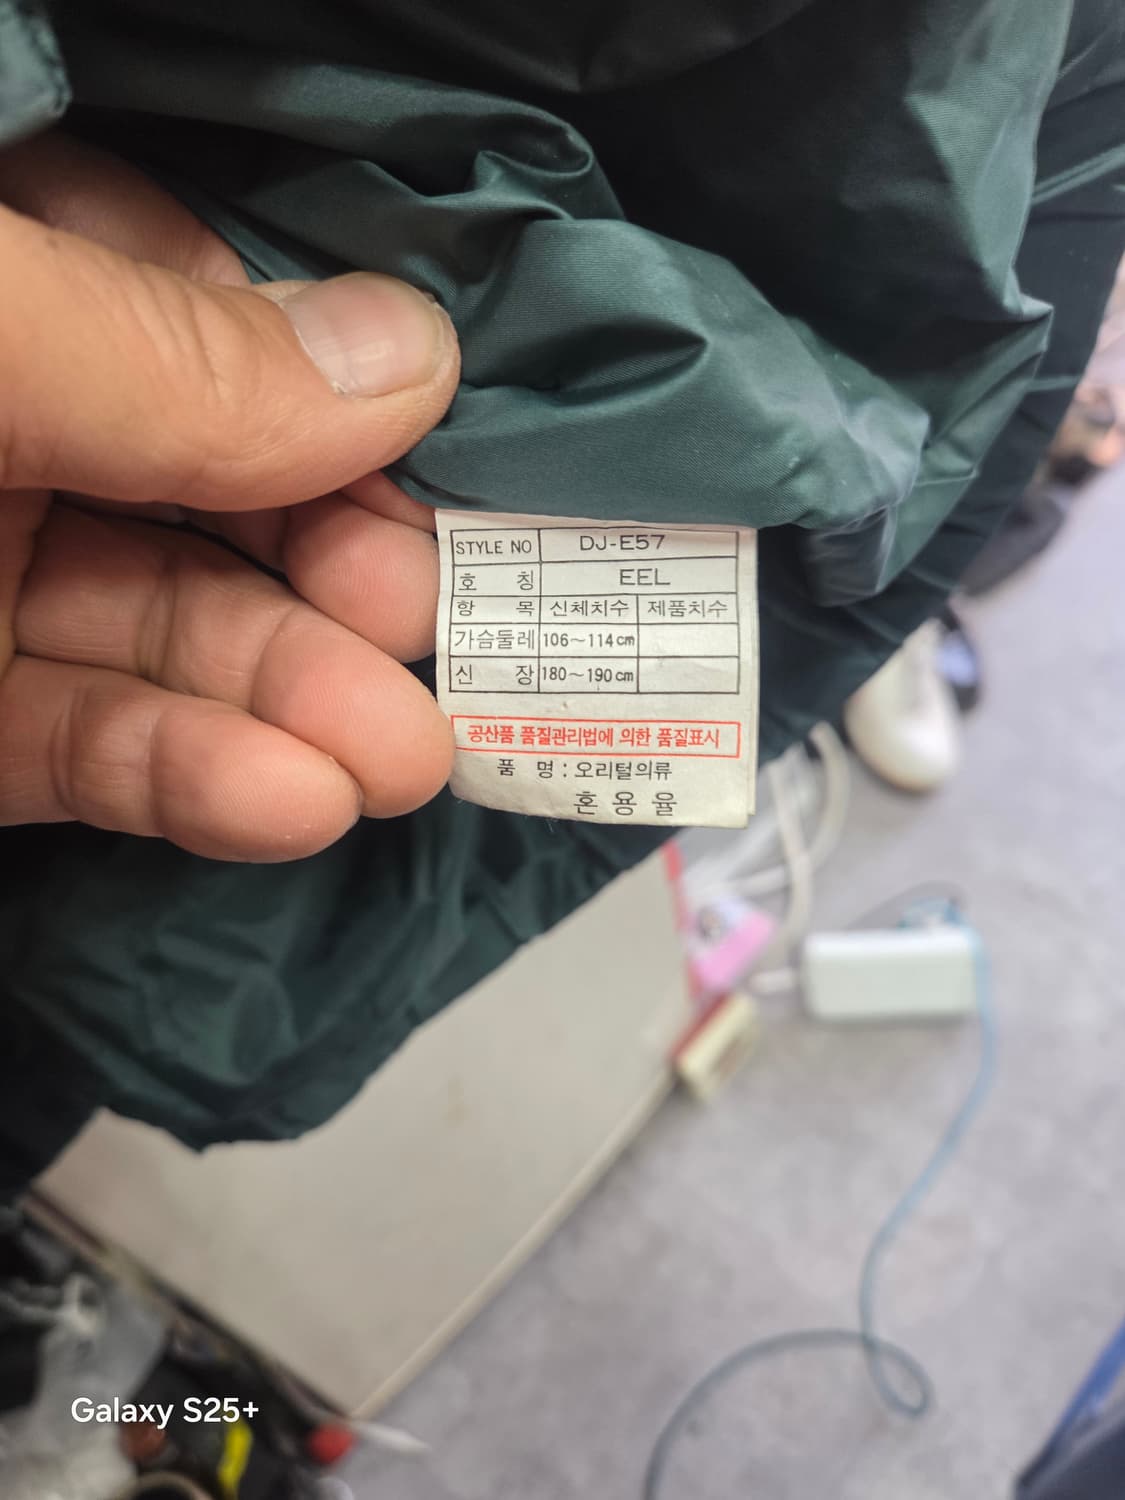 STYLE NO DJ-E57
호 칭 EEL
항 목 신체치수 제품치수
가슴둘레 106~114cm
신 장 180~190cm
공산품 품질관리법에 의한 품질표시
품 명 : 오리털의류
혼 용 율
Galaxy S25+